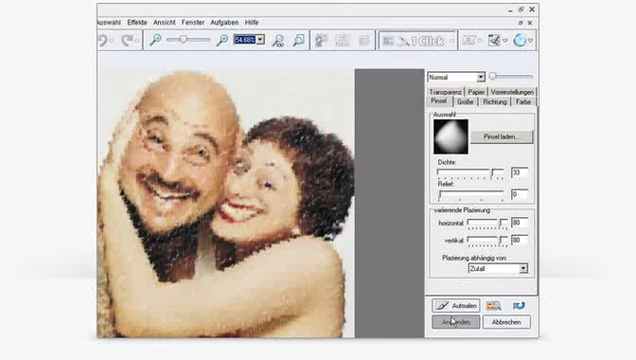 Auswahl Effekte Ansicht Fenster Aufgaben Hilfe
54.68% 1 Click
Normal
Transparenz Papier Voreinstellungen
Pinsel Größe Richtung Farbe
Auswahl
Pinsel laden...
Dichte:
33
Relief:
0
variierende Plazierung
horizontal: 80
vertikal: 80
Plazierung abhängig von:
Zufall
Aufmalen
Anwenden Abbrechen